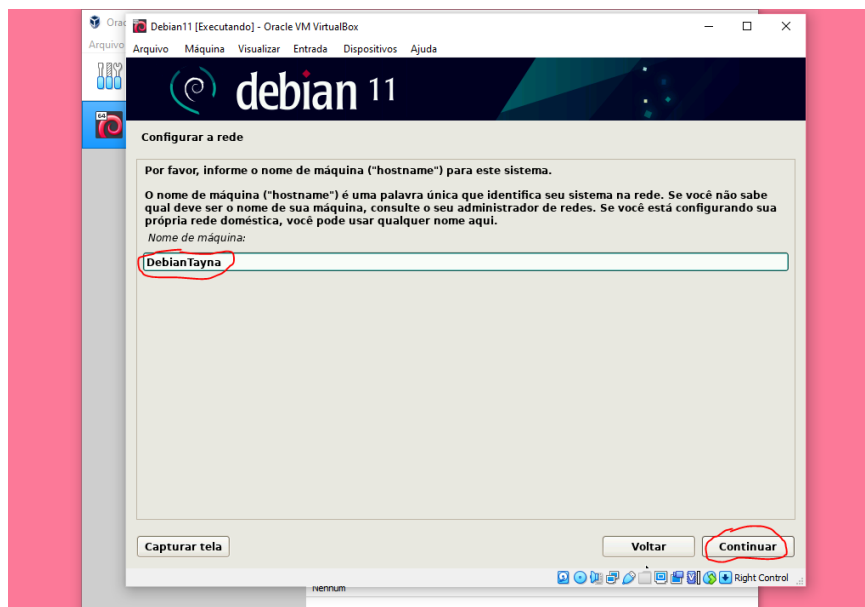 Orac
Debian11 [Executando] - Oracle VM VirtualBox
Arquivo
Arquivo Máquina Visualizar Entrada Dispositivos Ajuda
64
debian 11
Configurar a rede
Por favor, informe o nome de máquina ("hostname") para este sistema.
O nome de máquina ("hostname") é uma palavra única que identifica seu sistema na rede. Se você não sabe
qual deve ser o nome de sua máquina, consulte o seu administrador de redes. Se você está configurando sua
própria rede doméstica, você pode usar qualquer nome aqui.
Nome de máquina:
DebianTayna
Capturar tela Voltar Continuar
Right Control
Nenhum